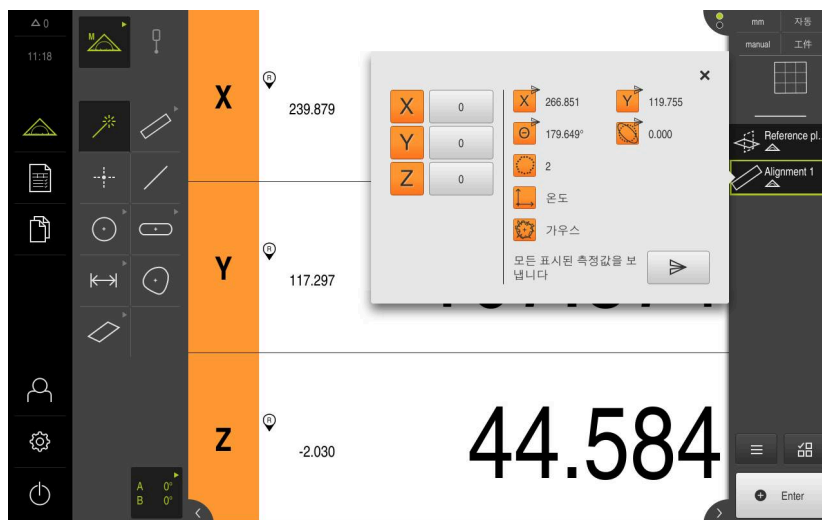 0
11:18
M
A 0°
B 0°
X
R
239.879
Y
R
117.297
Z
R
-2.030
44.584
X 0
Y 0
Z 0
X 266.851 Y 119.755
Θ 179.649° 0.000
2
온도
가우스
모든 표시된 측정값을 보
냅니다
mm 자동
manual 工件
Reference pl.
Alignment 1
Enter